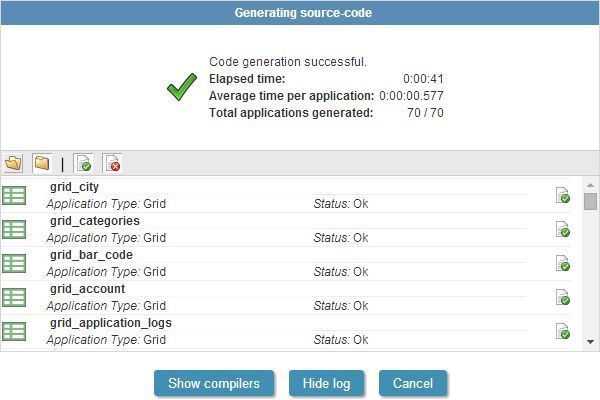 Generating source-code
Code generation successful.
Elapsed time: 0:00:41
Average time per application: 0:00:00.577
Total applications generated: 70 / 70
grid_city
Application Type: Grid Status: Ok
grid_categories
Application Type: Grid Status: Ok
grid_bar_code
Application Type: Grid Status: Ok
grid_account
Application Type: Grid Status: Ok
grid_application_logs
Application Type: Grid Status: Ok
Show compilers Hide log Cancel